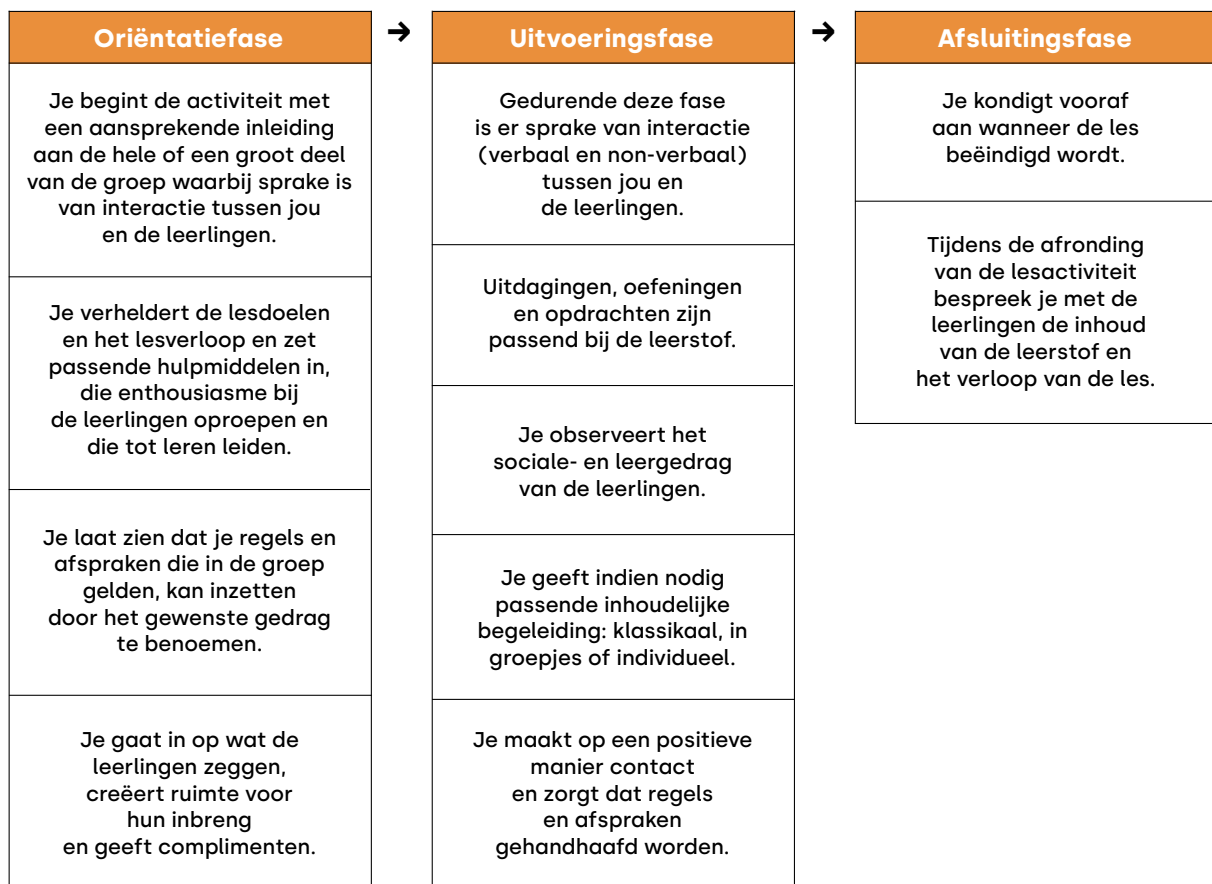 Oriëntatiefase
Je begint de activiteit met
een aansprekende inleiding
aan de hele of een groot deel
van de groep waarbij sprake is
van interactie tussen jou
en de leerlingen.
Je verheldert de lesdoelen
en het lesverloop en zet
passende hulpmiddelen in,
die enthousiasme bij
de leerlingen oproepen en
die tot leren leiden.
Je laat zien dat je regels en
afspraken die in de groep
gelden, kan inzetten
door het gewenste gedrag
te benoemen.
Je gaat in op wat de
leerlingen zeggen,
creëert ruimte voor
hun inbreng
en geeft complimenten.
→
Uitvoeringsfase
Gedurende deze fase
is er sprake van interactie
(verbaal en non-verbaal)
tussen jou en
de leerlingen.
Uitdagingen, oefeningen
en opdrachten zijn
passend bij de leerstof.
Je observeert het
sociale- en leergedrag
van de leerlingen.
Je geeft indien nodig
passende inhoudelijke
begeleiding: klassikaal, in
groepjes of individueel.
Je maakt op een positieve
manier contact
en zorgt dat regels
en afspraken
gehandhaafd worden.
→
Afsluitingsfase
Je kondigt vooraf
aan wanneer de les
beëindigd wordt.
Tijdens de afronding
van de lesactiviteit
bespreek je met de
leerlingen de inhoud
van de leerstof en
het verloop van de les.